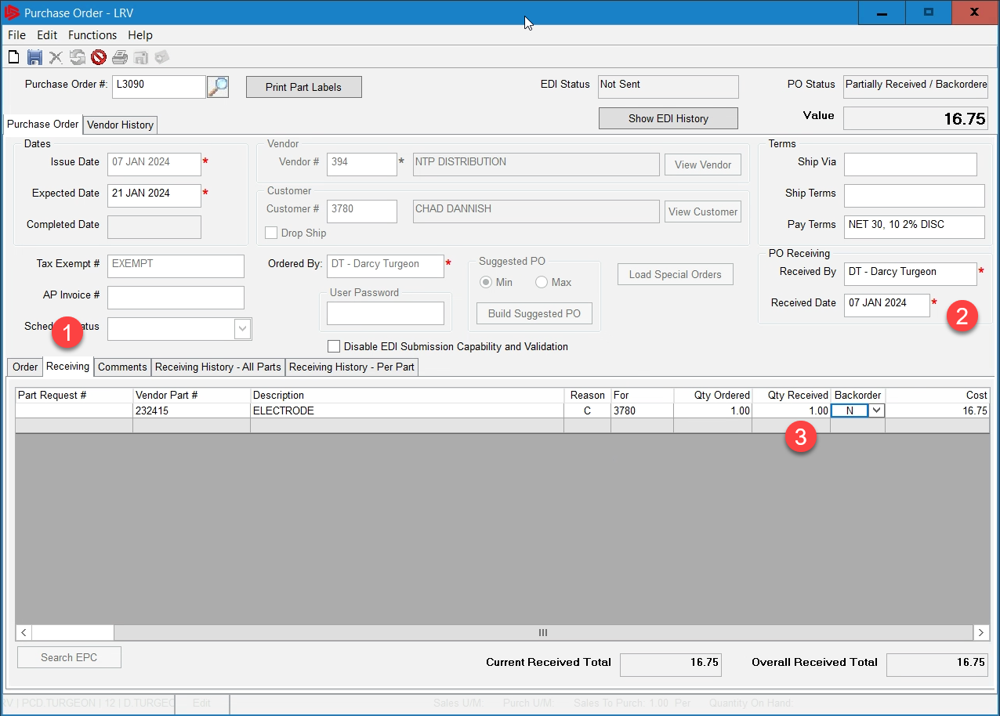 Purchase Order - LRV
File Edit Functions Help
Purchase Order #: L3090 Print Part Labels EDI Status Not Sent PO Status Partially Received / Backordere
Show EDI History Value 16.75
Purchase Order Vendor History
Dates Vendor Terms
Issue Date 07 JAN 2024 * Vendor # 394 * NTP DISTRIBUTION View Vendor Ship Via
Expected Date 21 JAN 2024 * Customer Ship Terms
Customer # 3780 CHAD DANNISH View Customer
Completed Date Drop Ship Pay Terms NET 30, 10 2% DISC
Tax Exempt # EXEMPT Ordered By: DT - Darcy Turgeon * Suggested PO PO Receiving
Min Max Load Special Orders Received By DT - Darcy Turgeon *
AP Invoice # User Password Received Date 07 JAN 2024 *
Build Suggested PO 2
1
Disable EDI Submission Capability and Validation
Order Receiving Comments Receiving History - All Parts Receiving History - Per Part
Part Request # Vendor Part # Description Reason For Qty Ordered Qty Received Backorder Cost
232415 ELECTRODE C 3780 1.00 1.00 N 16.75
3
Search EPC Current Received Total 16.75 Overall Received Total 16.75
RV | PCD.TURGEON | 12 | D.TURGEC Edit Sales U/M: Purch U/M: Sales To Purch: 1.00 Per Quantity On Hand: